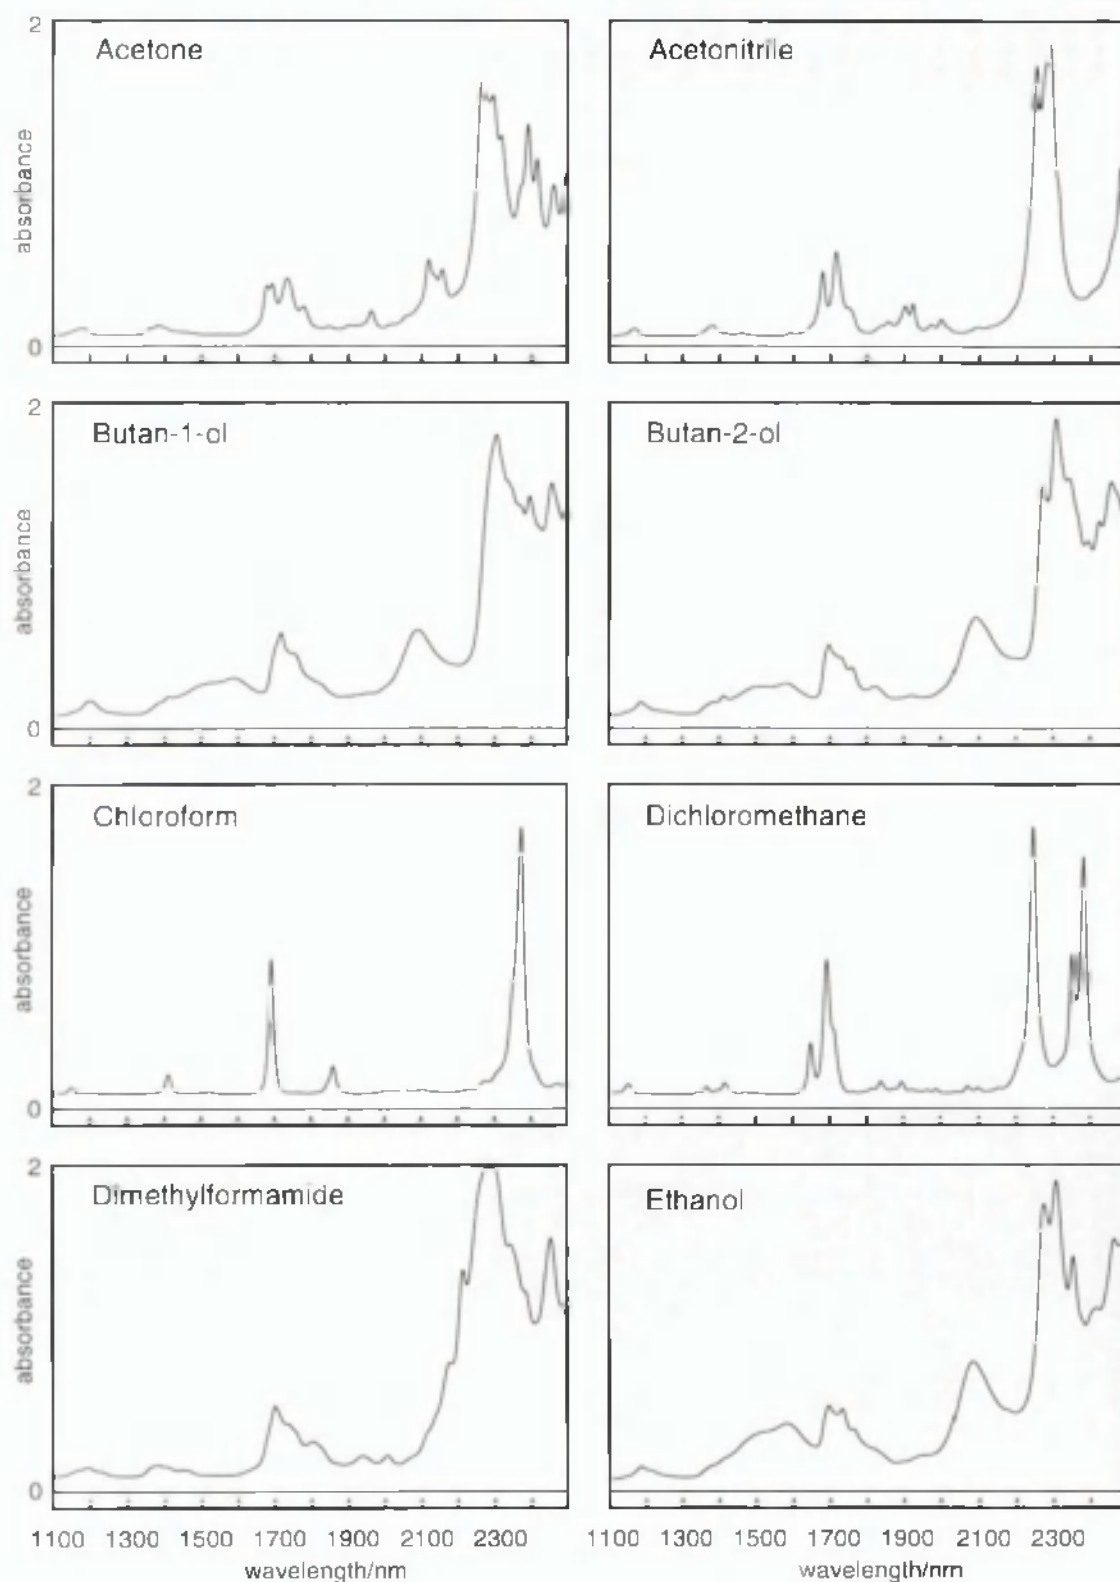 2
Acetone
Acetonitrile
absorbance
0
2
Butan-1-ol
Butan-2-ol
absorbance
0
2
Chloroform
Dichloromethane
absorbance
0
2
Dimethylformamide
Ethanol
absorbance
0
1100 1300 1700 1900 2100 2300
1100 1300 1700 1900 2100 2300
wavelength/nm
wavelength/nm